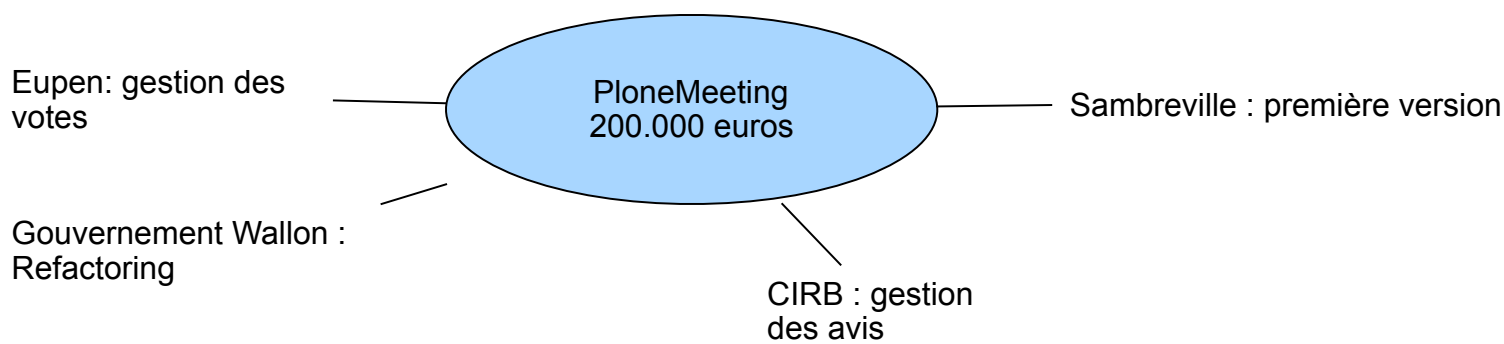 Eupen: gestion des
votes
PloneMeeting
200.000 euros
Sambreville : première version
Gouvernement Wallon :
Refactoring
CIRB : gestion
des avis